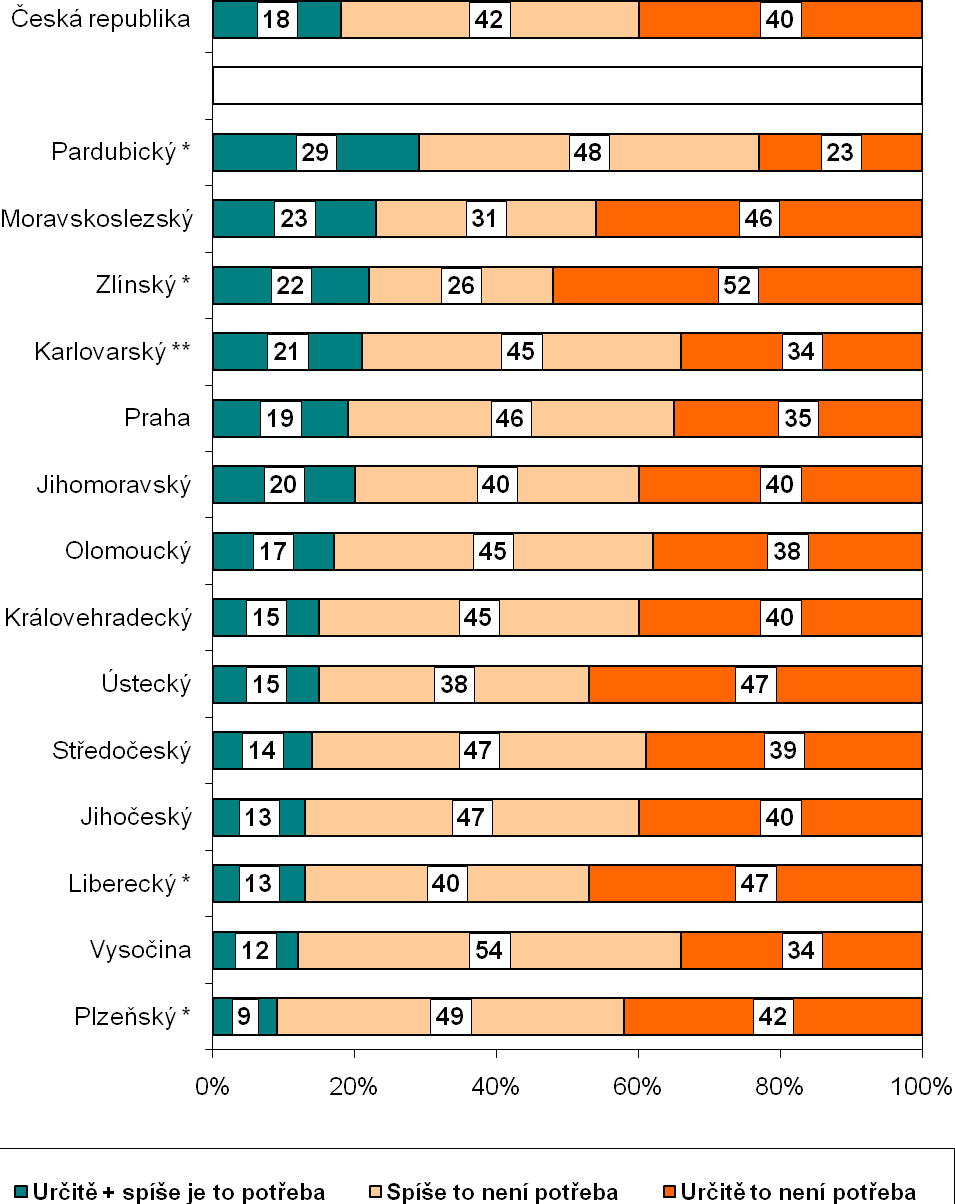 Česká republika 18 42 40
Pardubický * 29 48 23
Moravskoslezský 23 31 46
Zlínský * 22 26 52
Karlovarský ** 21 45 34
Praha 19 46 35
Jihomoravský 20 40 40
Olomoucký 17 45 38
Královehradecký 15 45 40
Ústecký 15 38 47
Středočeský 14 47 39
Jihočeský 13 47 40
Liberecký * 13 40 47
Vysočina 12 54 34
Plzeňský * 9 49 42
0% 20% 40% 60% 80% 100%
Určitě + spíše je to potřeba Spíše to není potřeba Určitě to není potřeba